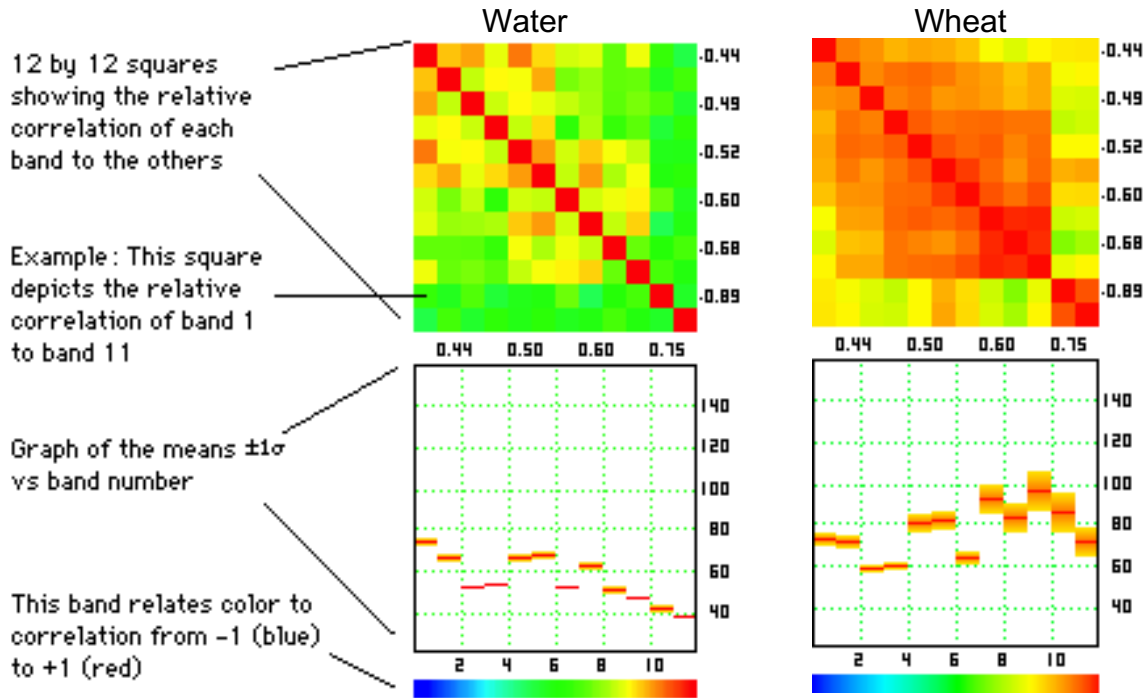 Water
Wheat
12 by 12 squares
showing the relative
correlation of each
band to the others
Example: This square
depicts the relative
correlation of band 1
to band 11
Graph of the means ±1σ
vs band number
This band relates color to
correlation from -1 (blue)
to +1 (red)
0.44
0.49
0.52
0.60
0.68
0.89
0.44 0.50 0.60 0.75
140
120
100
80
60
40
2 4 6 8 10
0.44
0.49
0.52
0.60
0.68
0.89
0.44 0.50 0.60 0.75
140
120
100
80
60
40
2 4 6 8 10